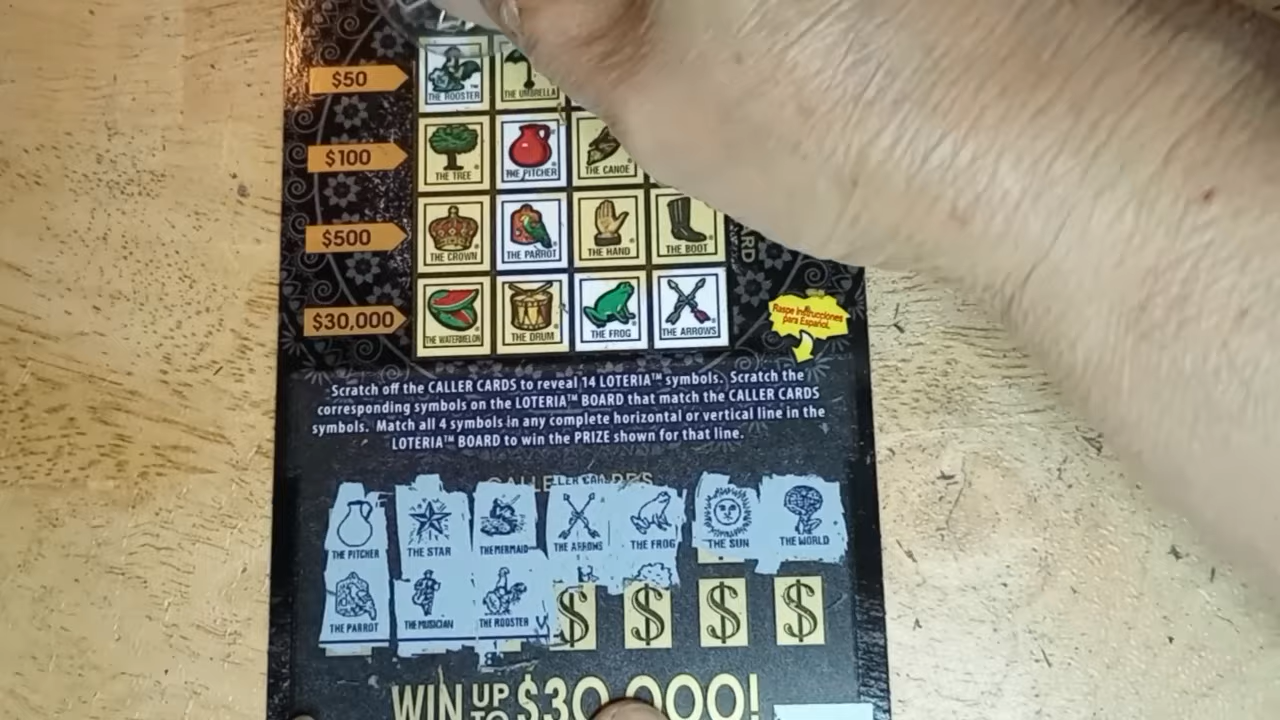 $50
THE ROOSTER
THE UMBRELLA
$100
THE TREE
THE PITCHER
THE CANOE
$500
THE CROWN
THE PARROT
THE HAND
THE BOOT
$30,000
THE WATERMELON
THE DRUM
THE FROG
THE ARROWS
Raspe Instrucciones
para Español.
Scratch off the CALLER CARDS to reveal 14 LOTERIA™ symbols. Scratch the
corresponding symbols on the LOTERIA™ BOARD that match the CALLER CARDS
symbols. Match all 4 symbols in any complete horizontal or vertical line in the
LOTERIA™ BOARD to win the PRIZE shown for that line.
THE PITCHER
THE STAR
THE MERMAID
THE ARROWS
THE FROG
THE SUN
THE WORLD
THE PARROT
THE MUSICIAN
THE ROOSTER
$ $ $ $
WIN UP TO $30,000!